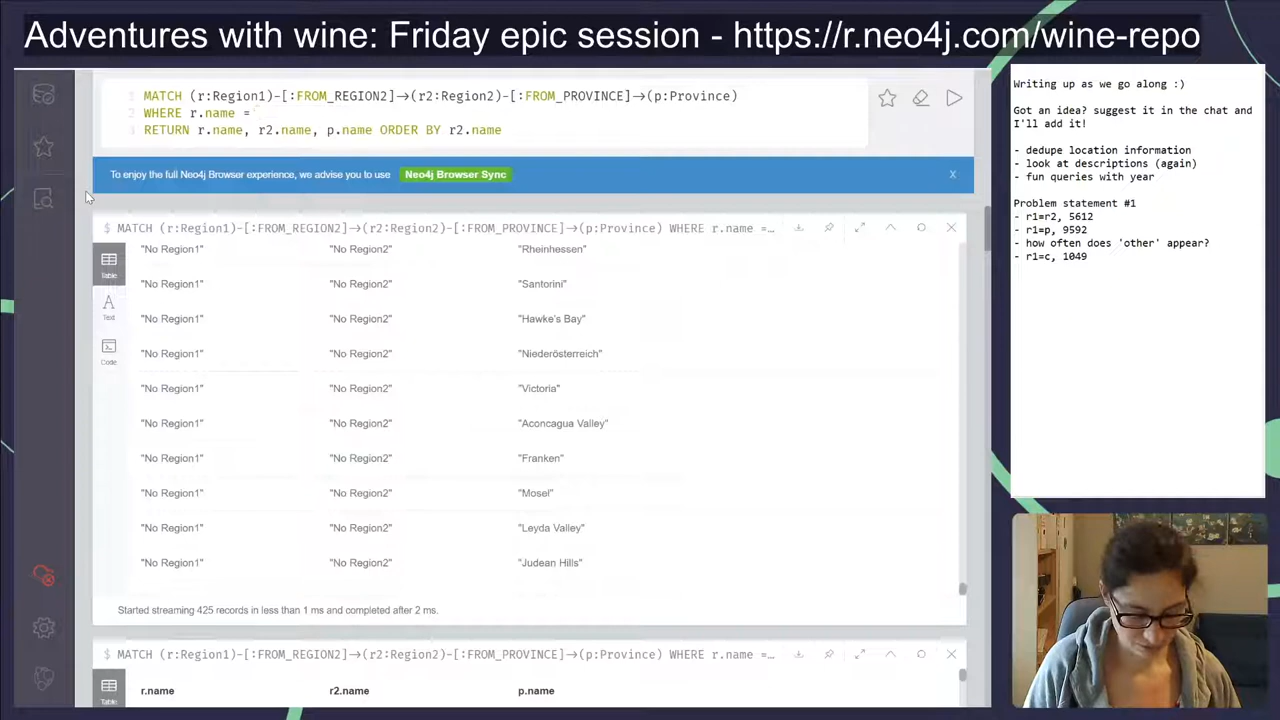 Adventures with wine: Friday epic session - https://r.neo4j.com/wine-repo
1 MATCH (r:Region1)-[:FROM_REGION2]→(r2:Region2)-[:FROM_PROVINCE]→(p:Province)
2 WHERE r.name =
3 RETURN r.name, r2.name, p.name ORDER BY r2.name
To enjoy the full Neo4j Browser experience, we advise you to use Neo4j Browser Sync X
$ MATCH (r:Region1)-[:FROM_REGION2]→(r2:Region2)-[:FROM_PROVINCE]→(p:Province) WHERE r.name =…
Table
Text
Code
"No Region1" "No Region2" "Rheinhessen"
"No Region1" "No Region2" "Santorini"
"No Region1" "No Region2" "Hawke's Bay"
"No Region1" "No Region2" "Niederösterreich"
"No Region1" "No Region2" "Victoria"
"No Region1" "No Region2" "Aconcagua Valley"
"No Region1" "No Region2" "Franken"
"No Region1" "No Region2" "Mosel"
"No Region1" "No Region2" "Leyda Valley"
"No Region1" "No Region2" "Judean Hills"
Started streaming 425 records in less than 1 ms and completed after 2 ms.
$ MATCH (r:Region1)-[:FROM_REGION2]→(r2:Region2)-[:FROM_PROVINCE]→(p:Province) WHERE r.name =…
Table
r.name r2.name p.name
Writing up as we go along :)
Got an idea? suggest it in the chat and
I'll add it!
- dedupe location information
- look at descriptions (again)
- fun queries with year
Problem statement #1
- r1=r2, 5612
- r1=p, 9592
- how often does 'other' appear?
- r1=c, 1049